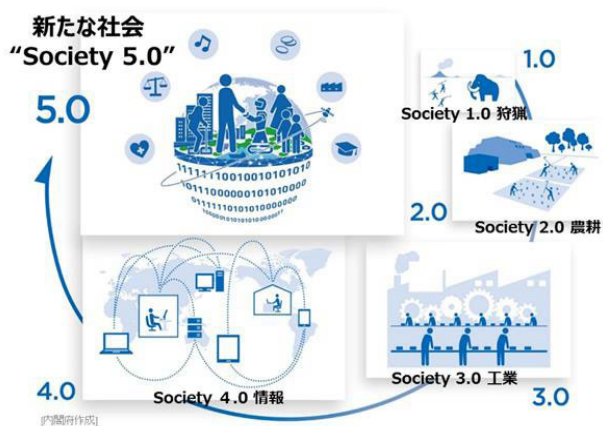 新たな社会
“Society 5.0”
5.0
1.0
Society 1.0 狩猟
2.0
Society 2.0 農耕
11111110010010010101
0111000001010100000
Society 3.0 工業
3.0
4.0
Society 4.0 情報
[内閣府作成]